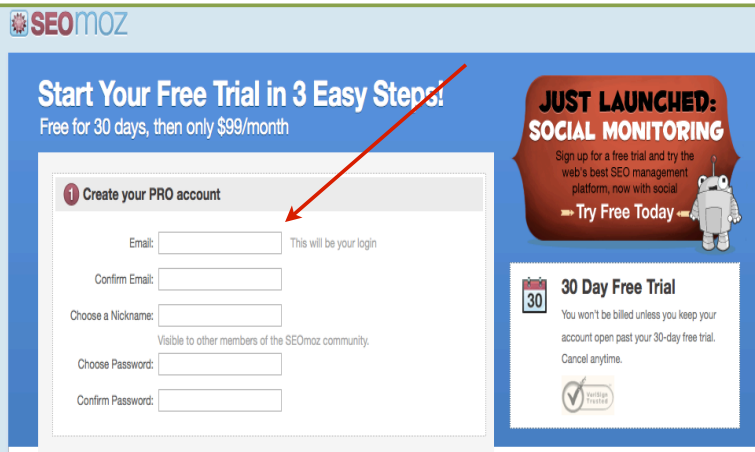 SEOmoz
Start Your Free Trial in 3 Easy Steps!
Free for 30 days, then only $99/month
1 Create your PRO account
Email:
This will be your login
Confirm Email:
Choose a Nickname:
Visible to other members of the SEOmoz community.
Choose Password:
Confirm Password:
JUST LAUNCHED:
SOCIAL MONITORING
Sign up for a free trial and try the
web's best SEO management
platform, now with social
Try Free Today
30
30 Day Free Trial
You won't be billed unless you keep your
account open past your 30-day free trial.
Cancel anytime.
VeriSign
Trusted